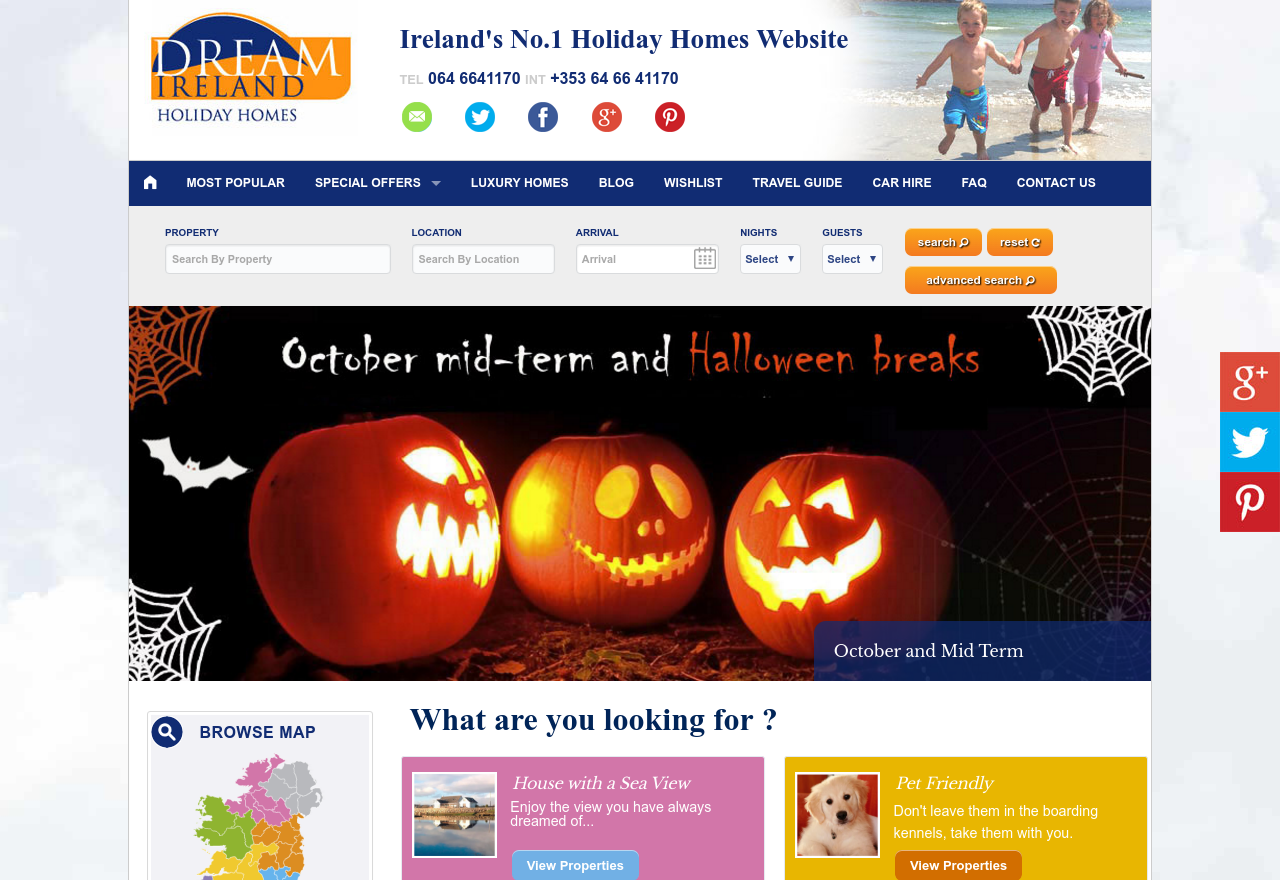 DREAM
IRELAND
HOLIDAY HOMES
Ireland's No.1 Holiday Homes Website
TEL 064 6641170 INT +353 64 66 41170
MOST POPULAR SPECIAL OFFERS LUXURY HOMES BLOG WISHLIST TRAVEL GUIDE CAR HIRE FAQ CONTACT US
PROPERTY LOCATION ARRIVAL NIGHTS GUESTS
Search By Property Search By Location Arrival Select Select
search reset
advanced search
October mid-term and Halloween breaks
g+
October and Mid Term
BROWSE MAP
What are you looking for ?
House with a Sea View
Enjoy the view you have always
dreamed of...
View Properties
Pet Friendly
Don't leave them in the boarding
kennels, take them with you.
View Properties